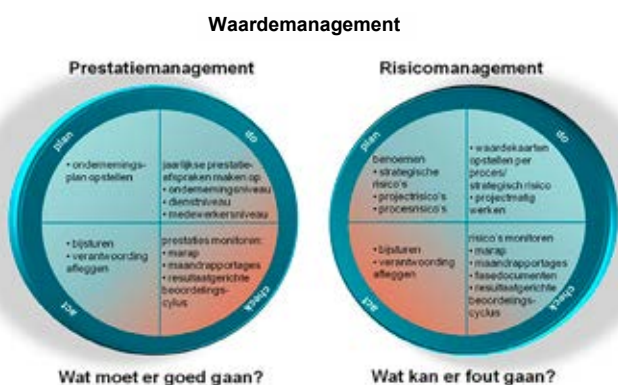 Waardemanagement
Prestatiemanagement
plan
do
• ondernemings-
plan opstellen
jaarlijkse prestatie-
afspraken maken op
• ondernemingsniveau
• dienstniveau
• medewerkersniveau
• bijsturen
• verantwoording
afleggen
prestaties monitoren:
• marap
• maandrapportages
• resultaatgerichte
beoordelings-
cylus
act
check
Wat moet er goed gaan?
Risicomanagement
plan
do
benoemen
• strategische
risico's
• projectrisico's
• procesrisico's
• waardekaarten
opstellen per
proces/
strategisch risico
• projectmatig
werken
• bijsturen
• verantwoording
afleggen
risico's monitoren
• marap
• maandrapportages
• fasedocumenten
• resultaatgerichte
beoordelings-
cyclus
act
check
Wat kan er fout gaan?